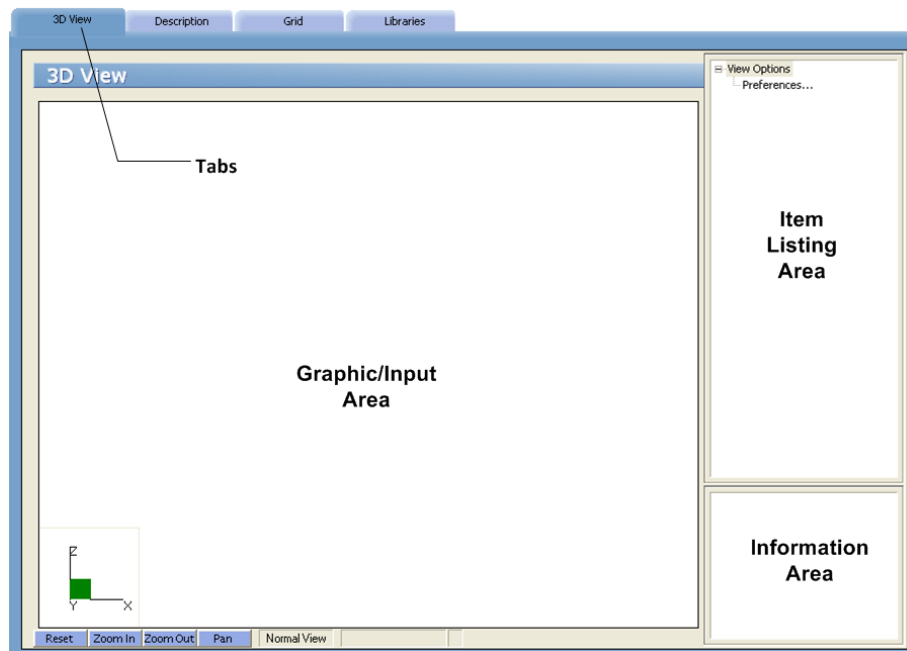 3D View Description Grid Libraries
3D View
View Options
Preferences...
Tabs
Item
Listing
Area
Graphic/Input
Area
Information
Area
Z
Y X
Reset Zoom In Zoom Out Pan Normal View